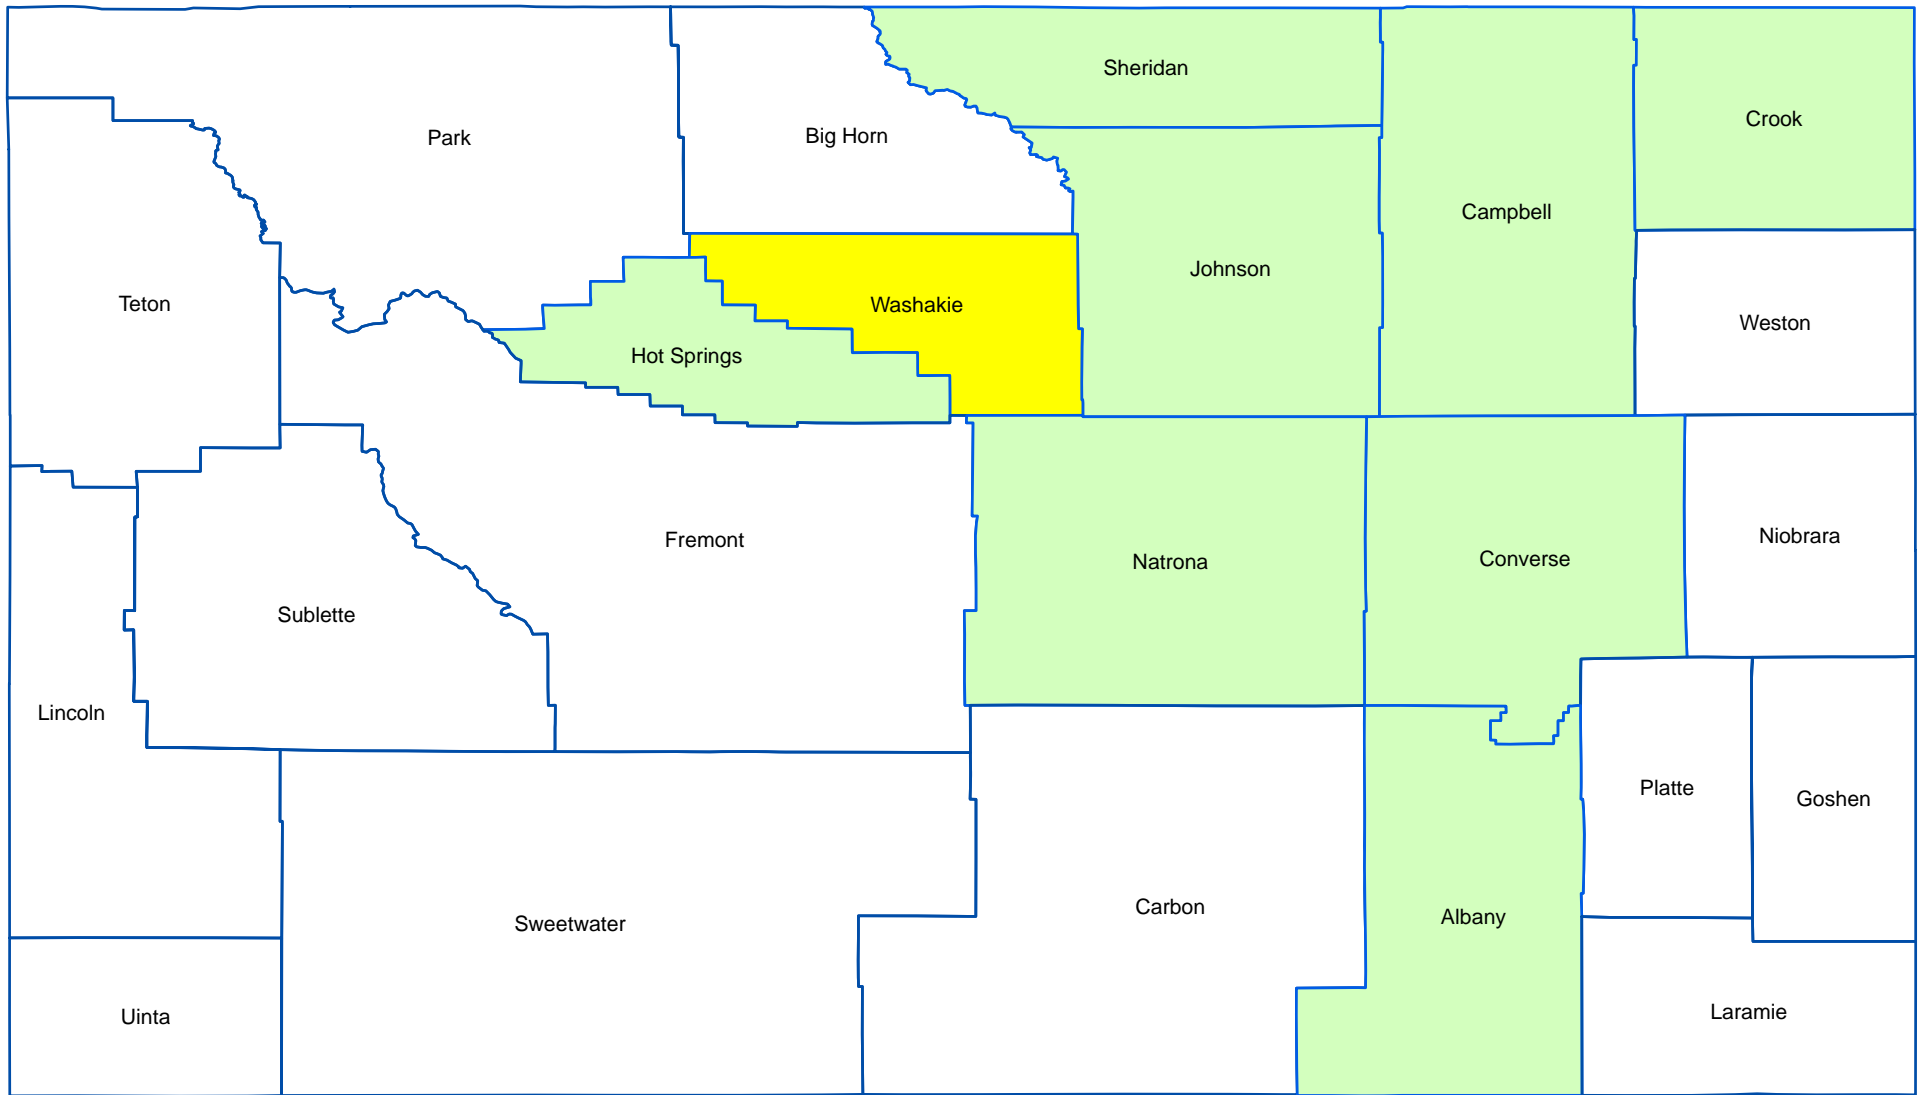 Sheridan
Crook
Park
Big Horn
Campbell
Johnson
Teton
Washakie
Weston
Hot Springs
Fremont
Niobrara
Natrona
Converse
Sublette
Lincoln
Platte
Goshen
Carbon
Albany
Sweetwater
Uinta
Laramie